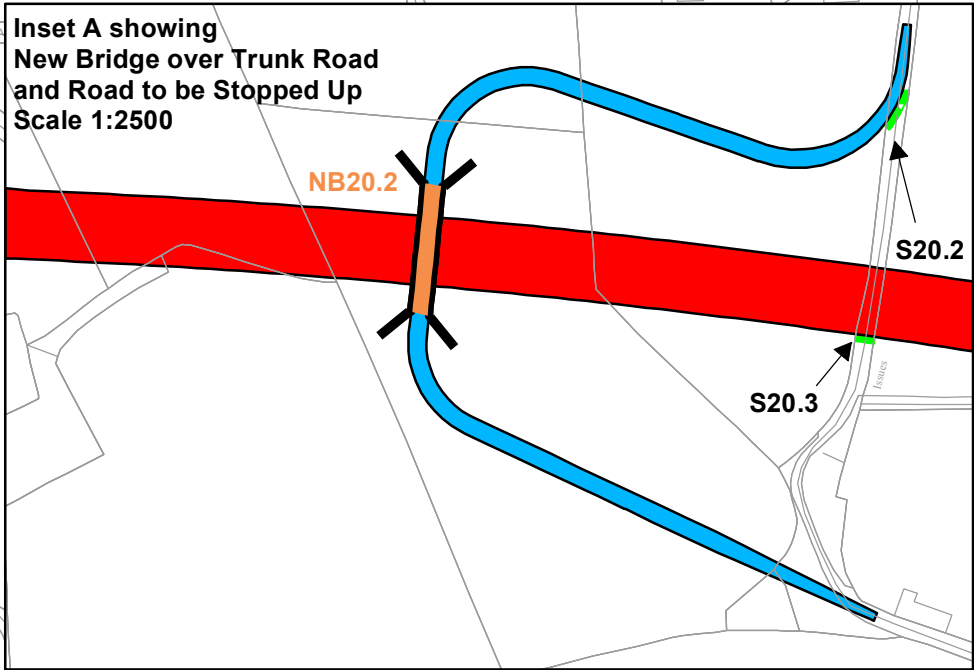 Inset A showing
New Bridge over Trunk Road
and Road to be Stopped Up
Scale 1:2500
NB20.2
S20.2
S20.3
Issues